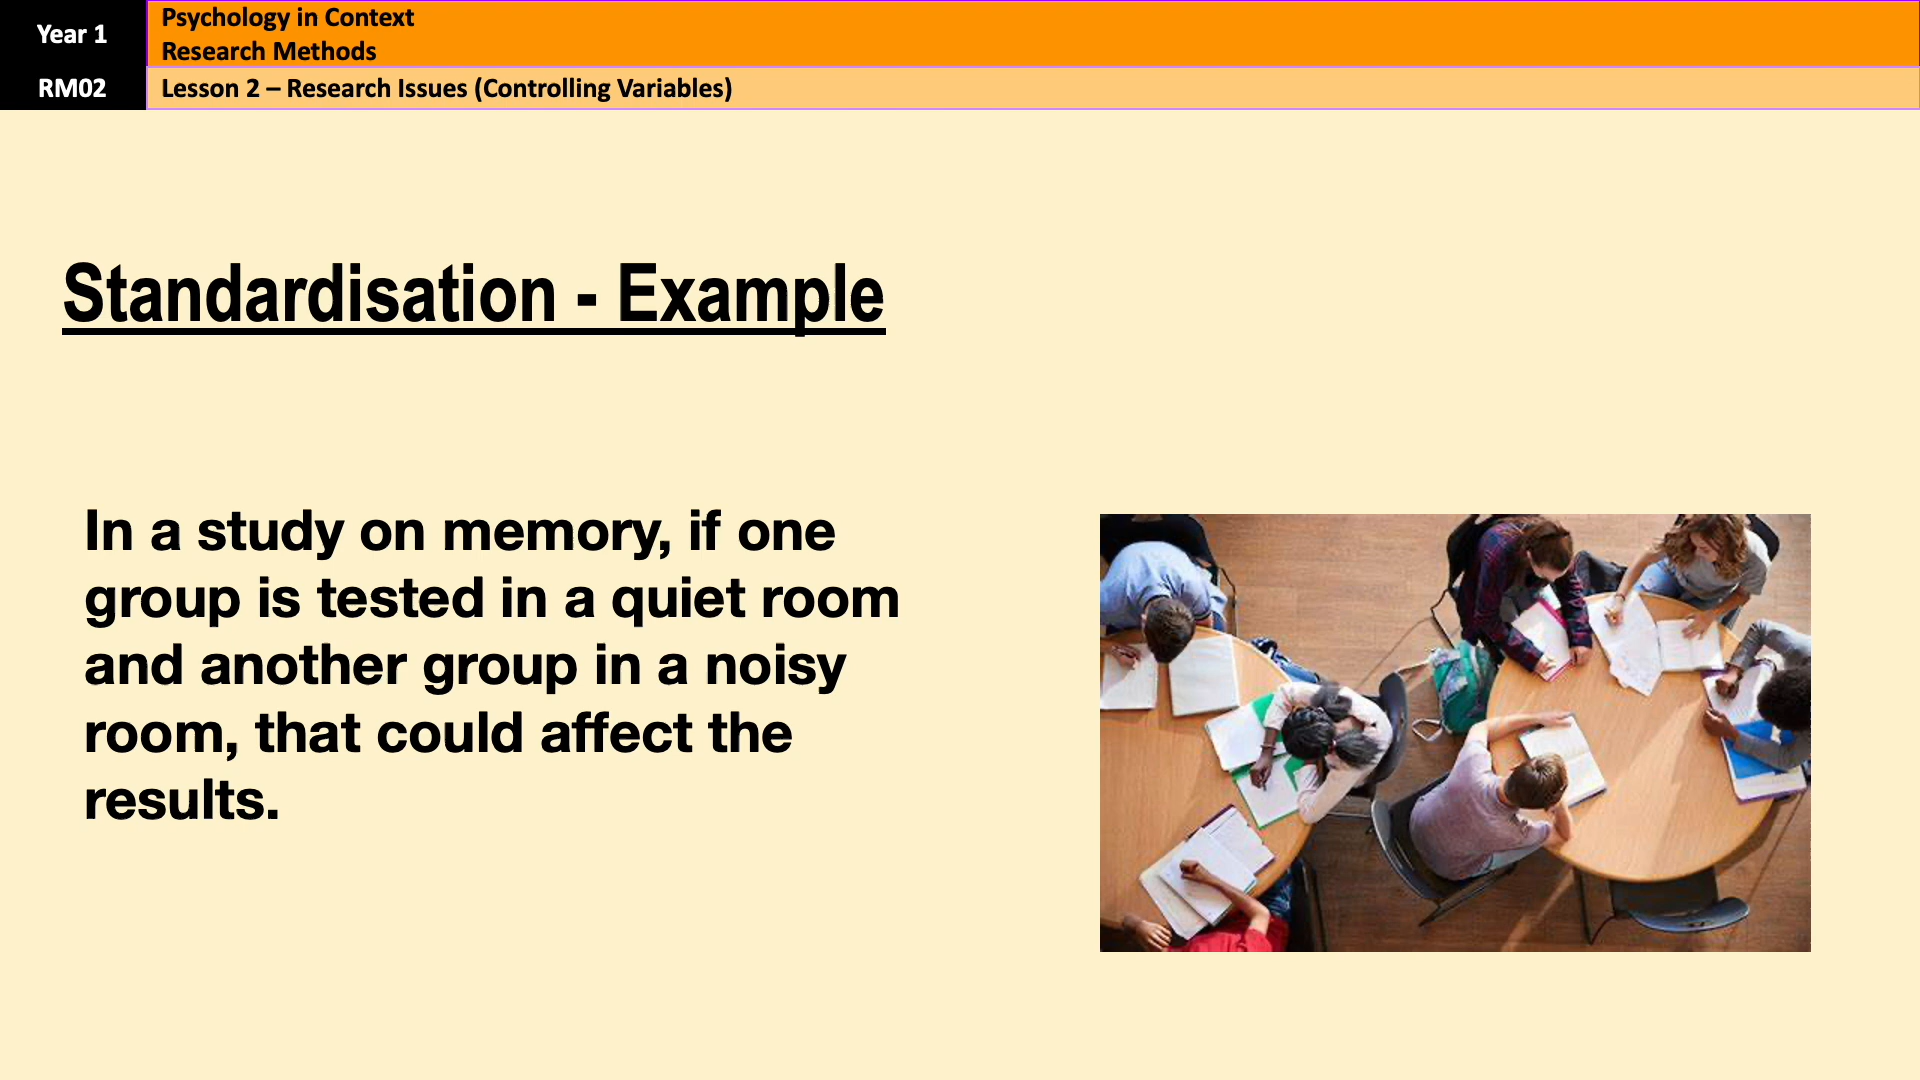 Year 1
Psychology in Context
Research Methods
RM02
Lesson 2 – Research Issues (Controlling Variables)
Standardisation - Example
In a study on memory, if one
group is tested in a quiet room
and another group in a noisy
room, that could affect the
results.